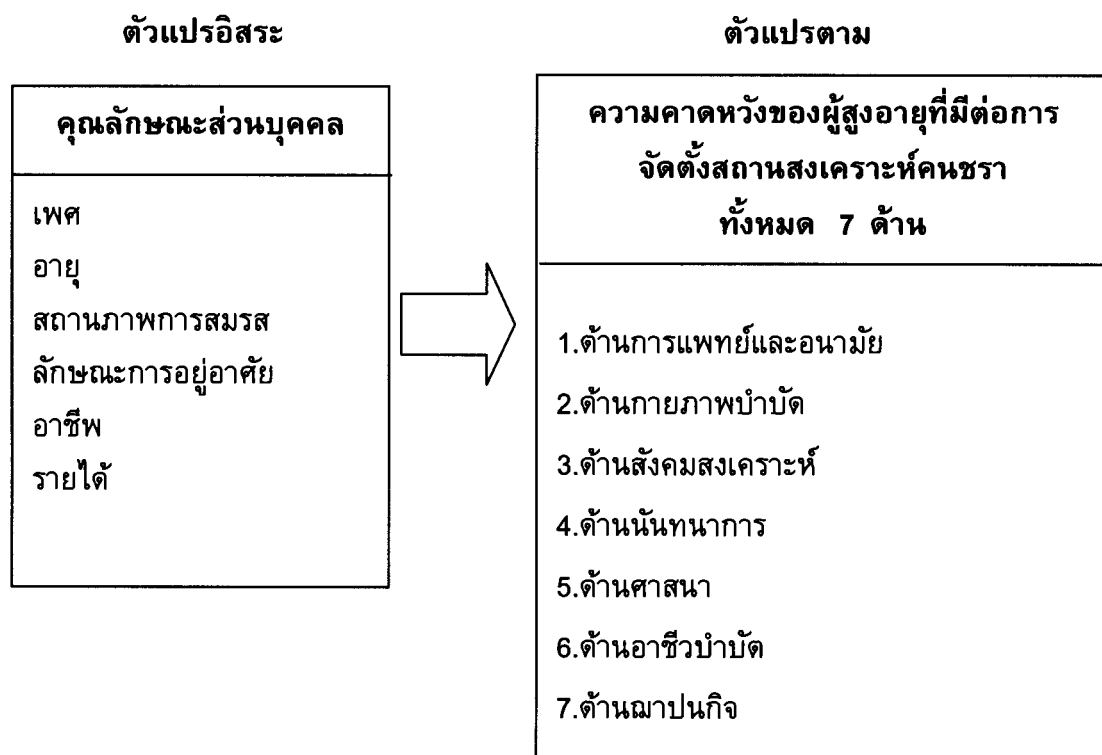 ตัวแปรอิสระ
คุณลักษณะส่วนบุคคล
เพศ
อายุ
สถานภาพการสมรส
ลักษณะการอยู่อาศัย
อาชีพ
รายได้
ตัวแปรตาม
ความคาดหวังของผู้สูงอายุที่มีต่อการ
จัดตั้งสถานสงเคราะห์คนชรา
ทั้งหมด 7 ด้าน
1.ด้านการแพทย์และอนามัย
2.ด้านกายภาพบำบัด
3.ด้านสังคมสงเคราะห์
4.ด้านนันทนาการ
5.ด้านศาสนา
6.ด้านอาชีวบำบัด
7.ด้านฌาปนกิจ